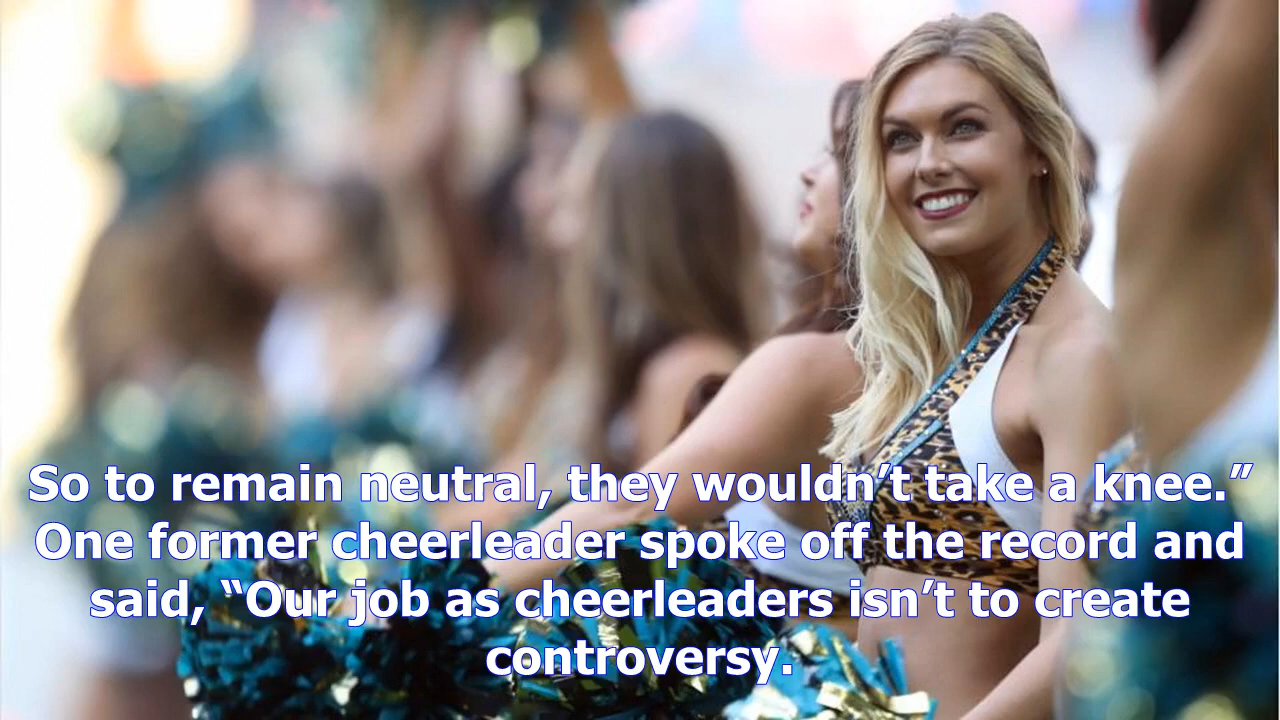 So to remain neutral, they wouldn’t take a knee.”
One former cheerleader spoke off the record and
said, “Our job as cheerleaders isn’t to create
controversy.